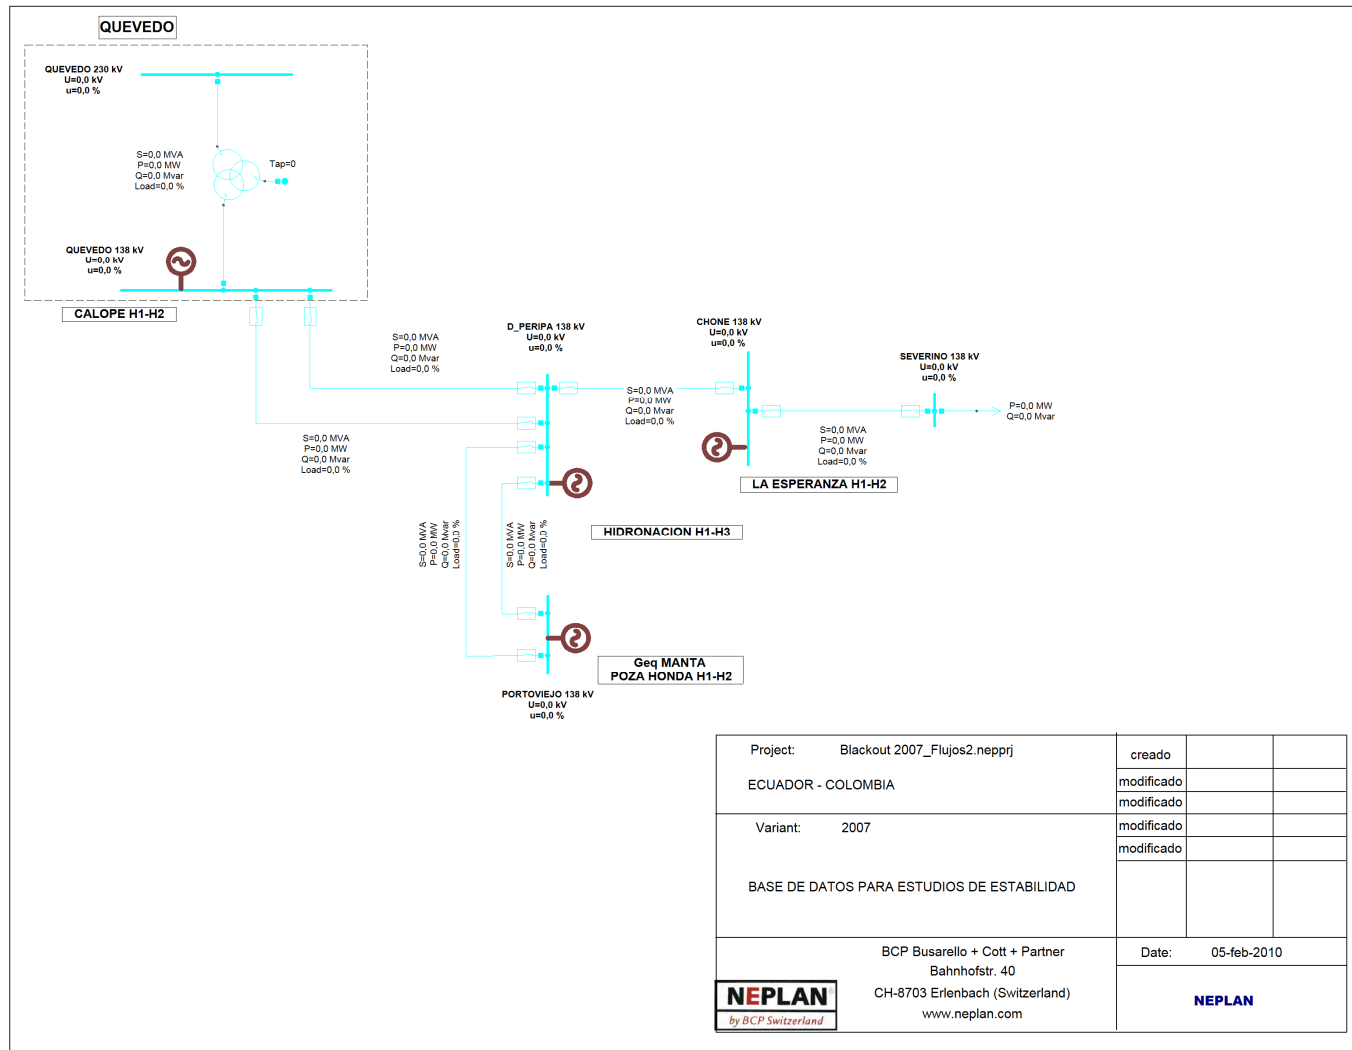 QUEVEDO
QUEVEDO 230 kV
U=0,0 kV
u=0,0 %
S=0,0 MVA
P=0,0 MW
Q=0,0 Mvar
Load=0,0 %
Tap=0
QUEVEDO 138 kV
U=0,0 kV
u=0,0 %
CALOPE H1-H2
S=0,0 MVA
P=0,0 MW
Q=0,0 Mvar
Load=0,0 %
D_PERIPA 138 kV
U=0,0 kV
u=0,0 %
CHONE 138 kV
U=0,0 kV
u=0,0 %
SEVERINO 138 kV
U=0,0 kV
u=0,0 %
S=0,0 MVA
P=0,0 MW
Q=0,0 Mvar
Load=0,0 %
P=0,0 MW
Q=0,0 Mvar
S=0,0 MVA
P=0,0 MW
Q=0,0 Mvar
Load=0,0 %
S=0,0 MVA
P=0,0 MW
Q=0,0 Mvar
Load=0,0 %
LA ESPERANZA H1-H2
HIDRONACION H1-H3
S=0,0 MVA
P=0,0 MW
Q=0,0 Mvar
Load=0,0 %
S=0,0 MVA
P=0,0 MW
Q=0,0 Mvar
Load=0,0 %
Geq MANTA
POZA HONDA H1-H2
PORTOVIEJO 138 kV
U=0,0 kV
u=0,0 %
Project: Blackout 2007_Flujos2.nepprj
ECUADOR - COLOMBIA
Variant: 2007
BASE DE DATOS PARA ESTUDIOS DE ESTABILIDAD
creado
modificado
modificado
modificado
modificado
NEPLAN®
by BCP Switzerland
BCP Busarello + Cott + Partner
Bahnhofstr. 40
CH-8703 Erlenbach (Switzerland)
www.neplan.com
Date: 05-feb-2010
NEPLAN